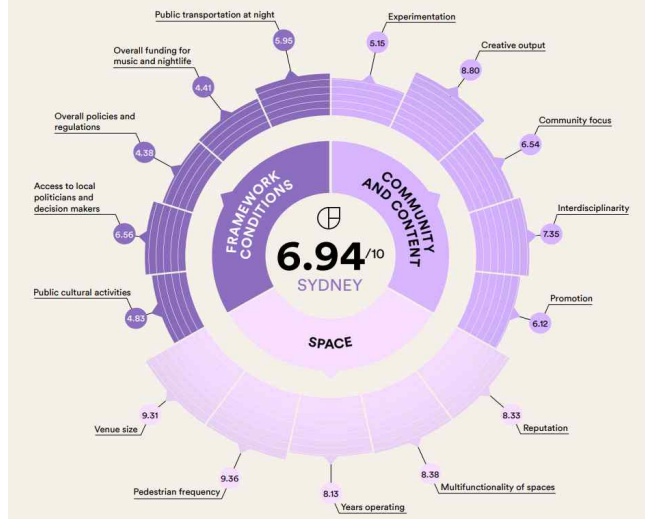 Public transportation at night
5.95
Experimentation
5.15
Overall funding for
music and nightlife
4.41
Creative output
8.80
Overall policies and
regulations
4.38
Community focus
6.54
Access to local
politicians and
decision makers
6.56
Interdisciplinarity
7.35
Public cultural activities
4.83
Promotion
6.12
FRAMEWORK
CONDITIONS
COMMUNITY
AND CONTENT
6.94/10
SYDNEY
SPACE
Venue size
9.31
Reputation
8.33
Pedestrian frequency
9.36
Years operating
8.13
Multifunctionality of spaces
8.38